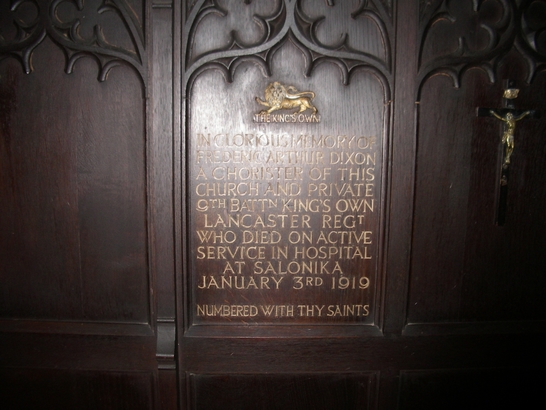 THE KING'S OWN
IN GLORIOUS MEMORY OF
ARTHUR DIXON
A CHORISTER OF THIS
CHURCH AND PRIVATE
9TH BATTN KING'S OWN
LANCASTER REGT
WHO DIED ON ACTIVE
SERVICE IN HOSPITAL
AT SALONIKA
JANUARY 3RD 1919
NUMBERED WITH THY SAINTS